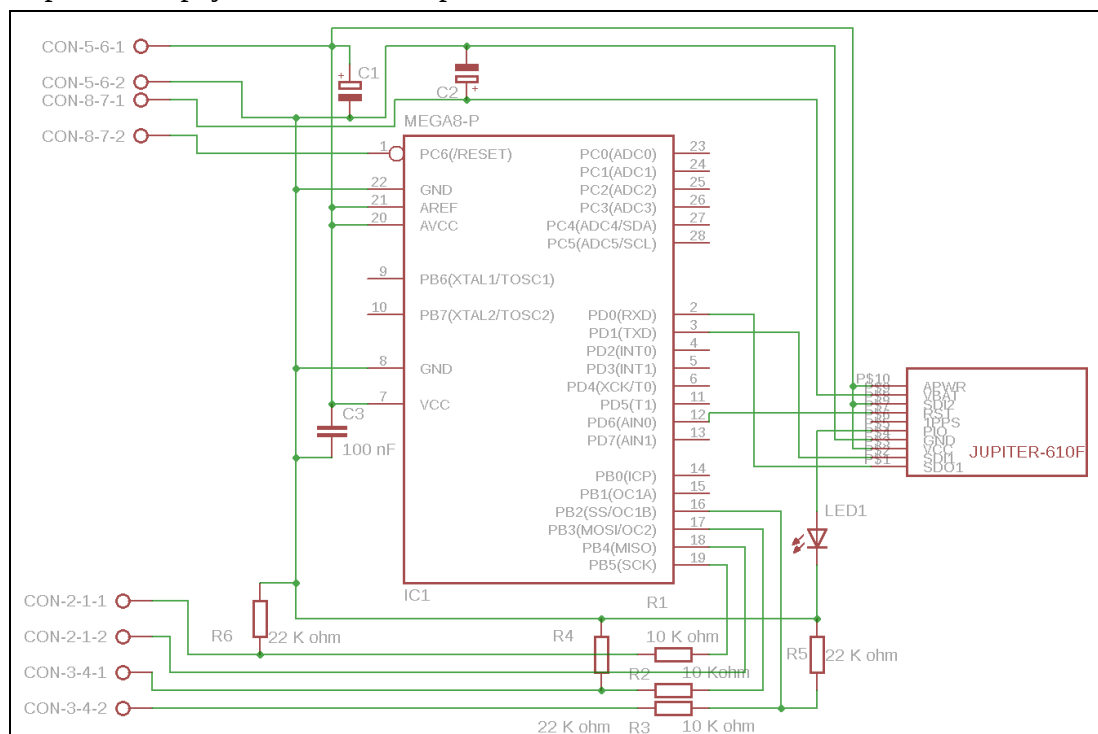 CON-5-6-1
CON-5-6-2
CON-8-7-1
CON-8-7-2
+ C1
C2 +
MEGA8-P
1 PC6(/RESET)
22 GND
21 AREF
20 AVCC
9 PB6(XTAL1/TOSC1)
10 PB7(XTAL2/TOSC2)
8 GND
7 VCC
C3
100 nF
PC0(ADC0) 23
PC1(ADC1) 24
PC2(ADC2) 25
PC3(ADC3) 26
PC4(ADC4/SDA) 27
PC5(ADC5/SCL) 28
PD0(RXD) 2
PD1(TXD) 3
PD2(INT0) 4
PD3(INT1) 5
PD4(XCK/T0) 6
PD5(T1) 11
PD6(AIN0) 12
PD7(AIN1) 13
PB0(ICP) 14
PB1(OC1A) 15
PB2(SS/OC1B) 16
PB3(MOSI/OC2) 17
PB4(MISO) 18
PB5(SCK) 19
IC1
P$10 APWR
VBAT
SDI2
RST
1PPS
PIO
GND
VCC
SDI1
P$1 SDO1
JUPITER-610F
LED1
CON-2-1-1
CON-2-1-2
CON-3-4-1
CON-3-4-2
R6 22 K ohm
R4
R1
10 K ohm
R2 10 Kohm
R5 22 K ohm
22 K ohm R3 10 K ohm